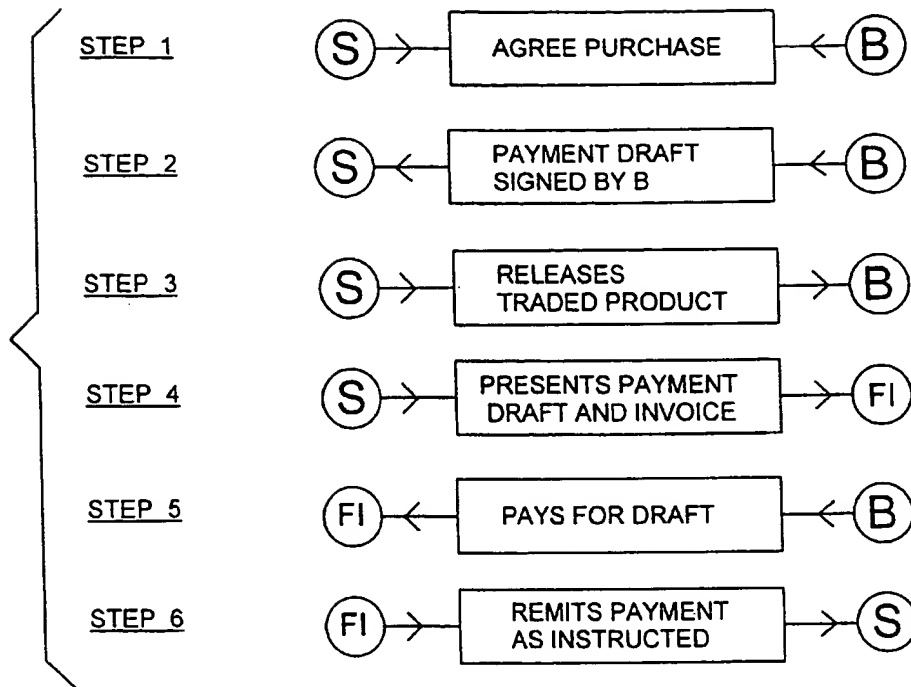 STEP 1 S AGREE PURCHASE B
STEP 2 S PAYMENT DRAFT
SIGNED BY B B
STEP 3 S RELEASES
TRADED PRODUCT B
STEP 4 S PRESENTS PAYMENT
DRAFT AND INVOICE FI
STEP 5 FI PAYS FOR DRAFT B
STEP 6 FI REMITS PAYMENT
AS INSTRUCTED S